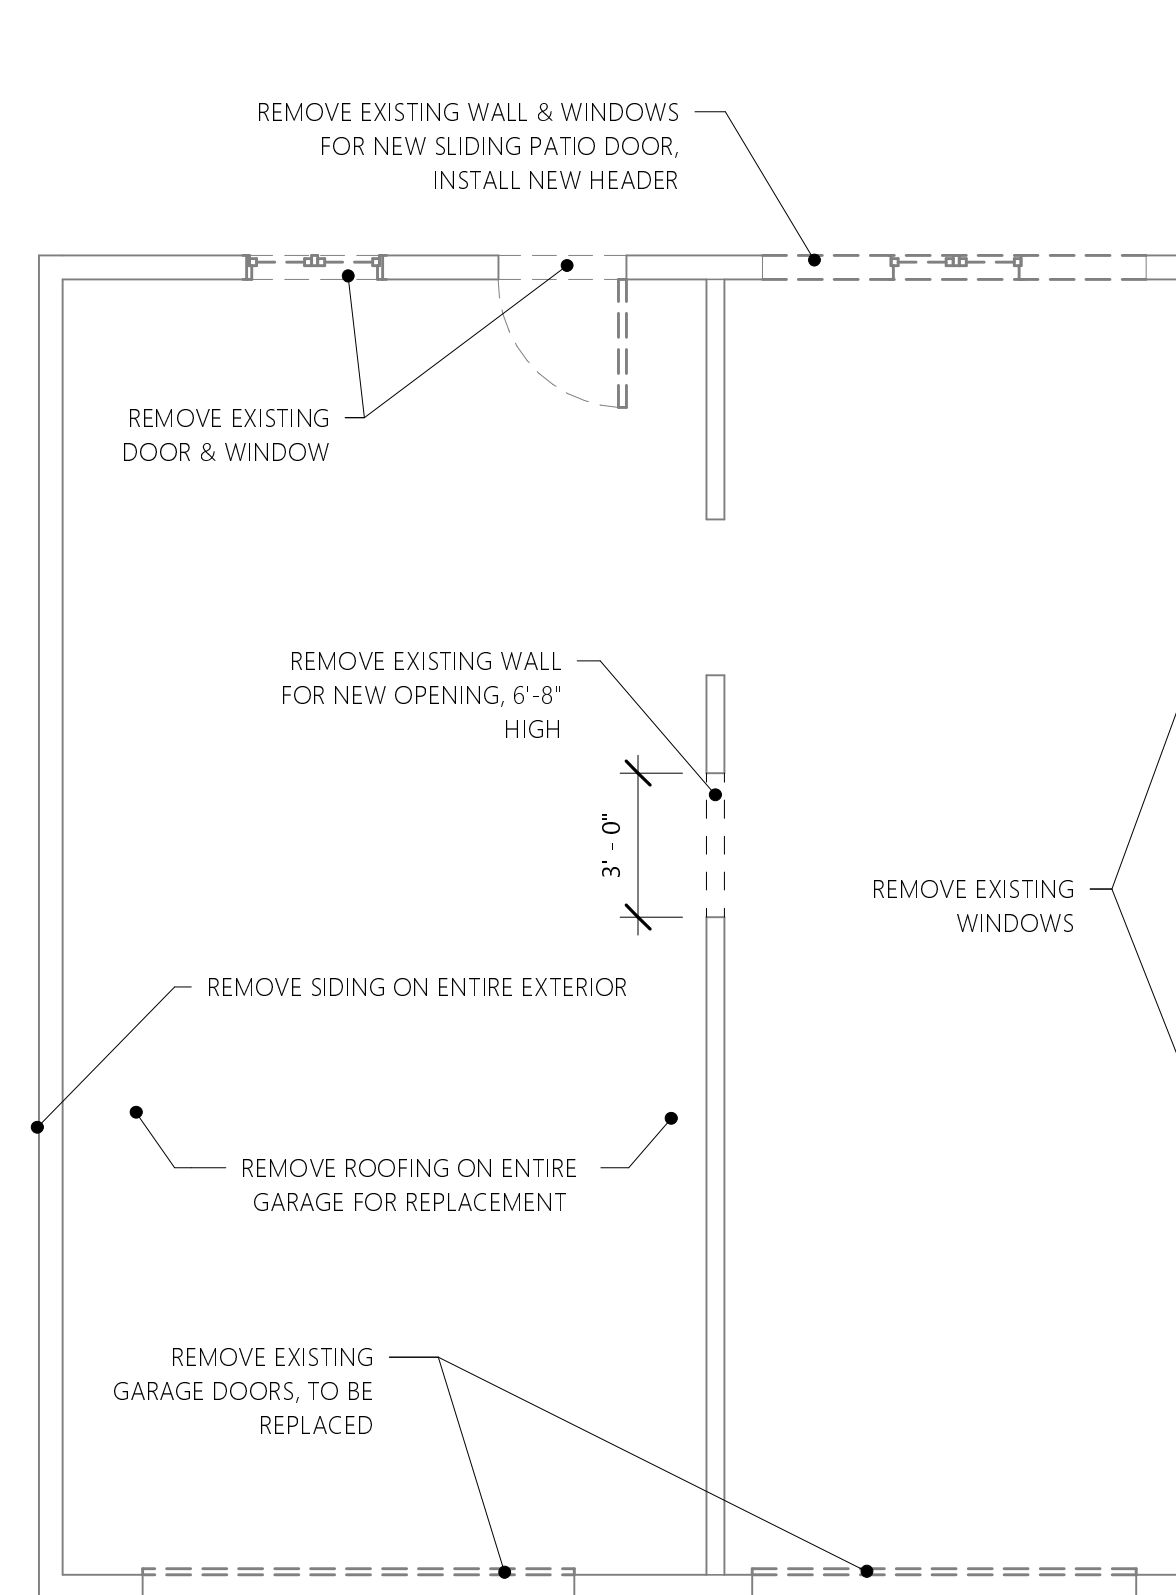 REMOVE EXISTING WALL & WINDOWS
FOR NEW SLIDING PATIO DOOR,
INSTALL NEW HEADER
REMOVE EXISTING
DOOR & WINDOW
REMOVE EXISTING WALL
FOR NEW OPENING, 6'-8"
HIGH
3' - 0"
REMOVE EXISTING
WINDOWS
REMOVE SIDING ON ENTIRE EXTERIOR
REMOVE ROOFING ON ENTIRE
GARAGE FOR REPLACEMENT
REMOVE EXISTING
GARAGE DOORS, TO BE
REPLACED